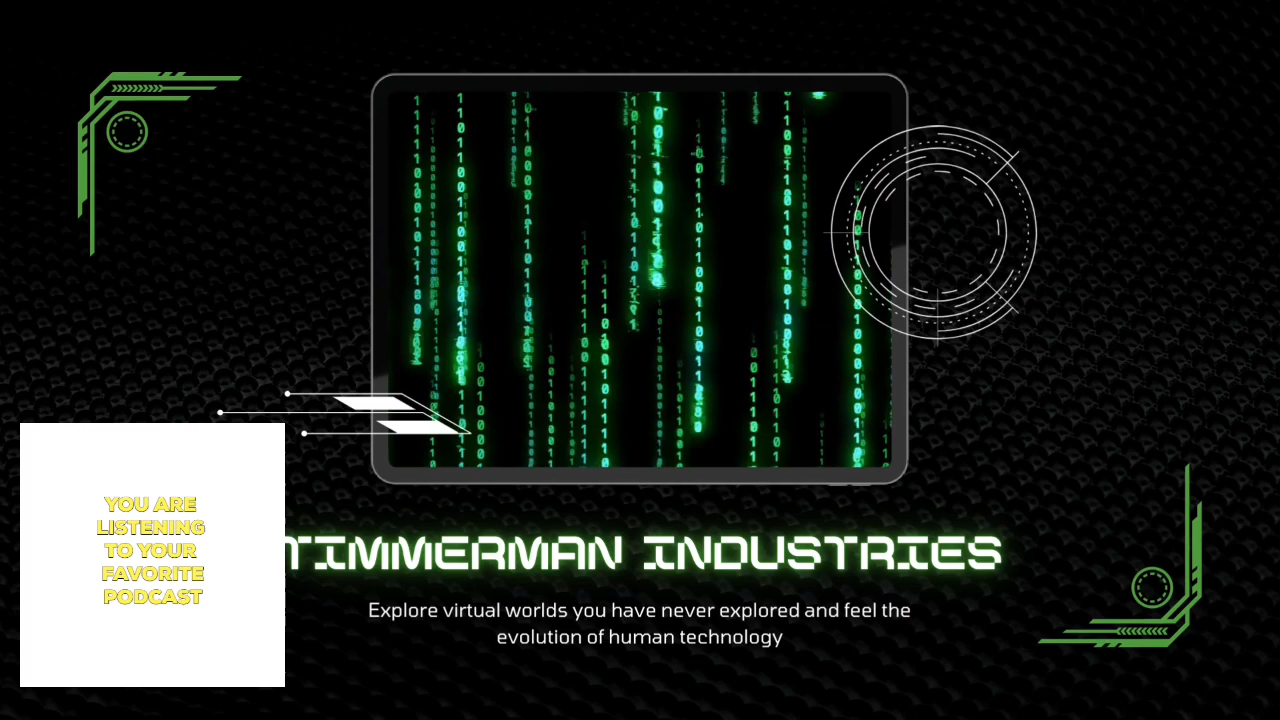 TIMMERMAN INDUSTRIES
Explore virtual worlds you have never explored and feel the
evolution of human technology
YOU ARE
LISTENING
TO YOUR
FAVORITE
PODCAST